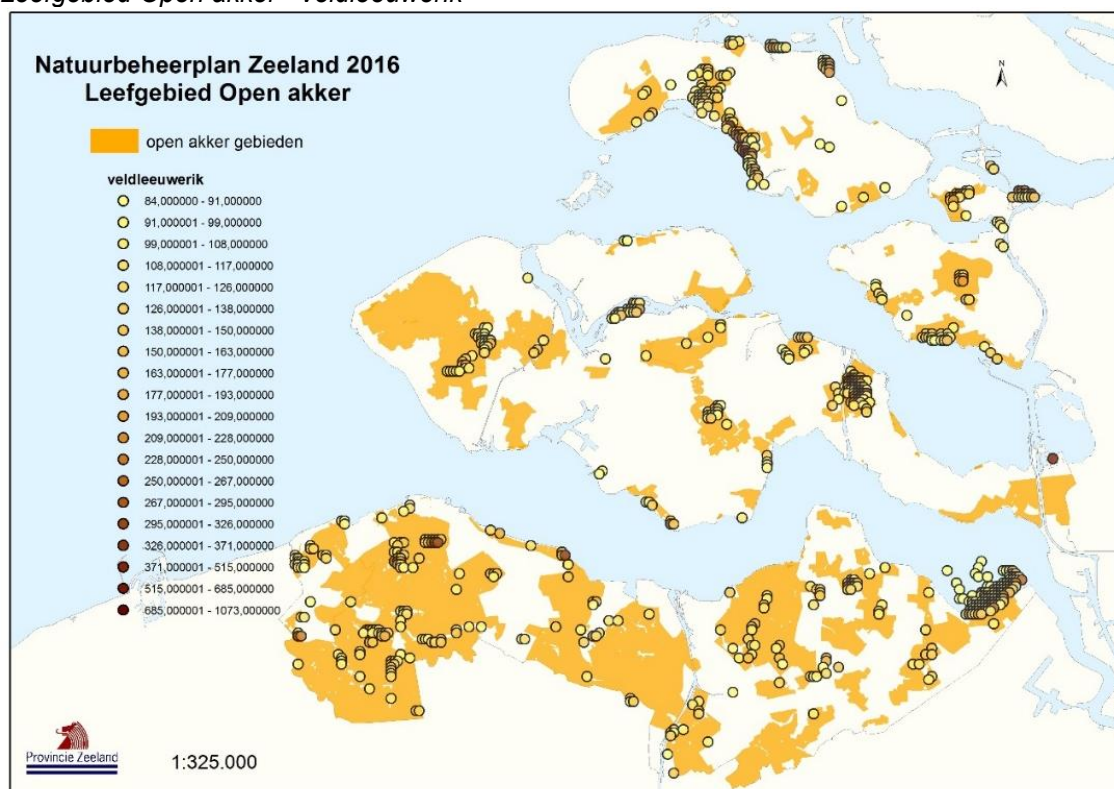 Leefgebied Open akker - veldleeuwerik
Natuurbeheerplan Zeeland 2016
Leefgebied Open akker
open akker gebieden
veldleeuwerik
84,000000 - 91,000000
91,000001 - 99,000000
99,000001 - 108,000000
108,000001 - 117,000000
117,000001 - 126,000000
126,000001 - 138,000000
138,000001 - 150,000000
150,000001 - 163,000000
163,000001 - 177,000000
177,000001 - 193,000000
193,000001 - 209,000000
209,000001 - 228,000000
228,000001 - 250,000000
250,000001 - 267,000000
267,000001 - 295,000000
295,000001 - 326,000000
326,000001 - 371,000000
371,000001 - 515,000000
515,000001 - 685,000000
685,000001 - 1073,000000
N
Provincie Zeeland
1:325.000